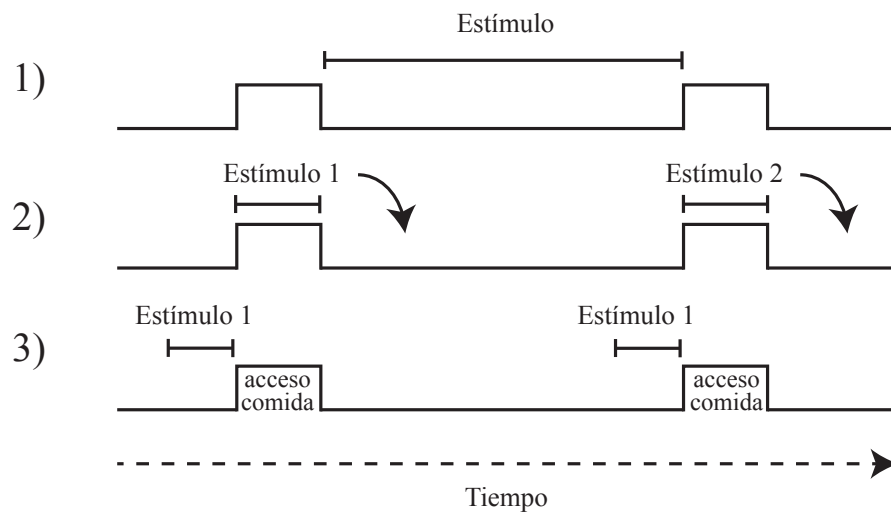 Estímulo
1)
Estímulo 1
Estímulo 2
2)
Estímulo 1
Estímulo 1
3)
acceso
comida
acceso
comida
Tiempo